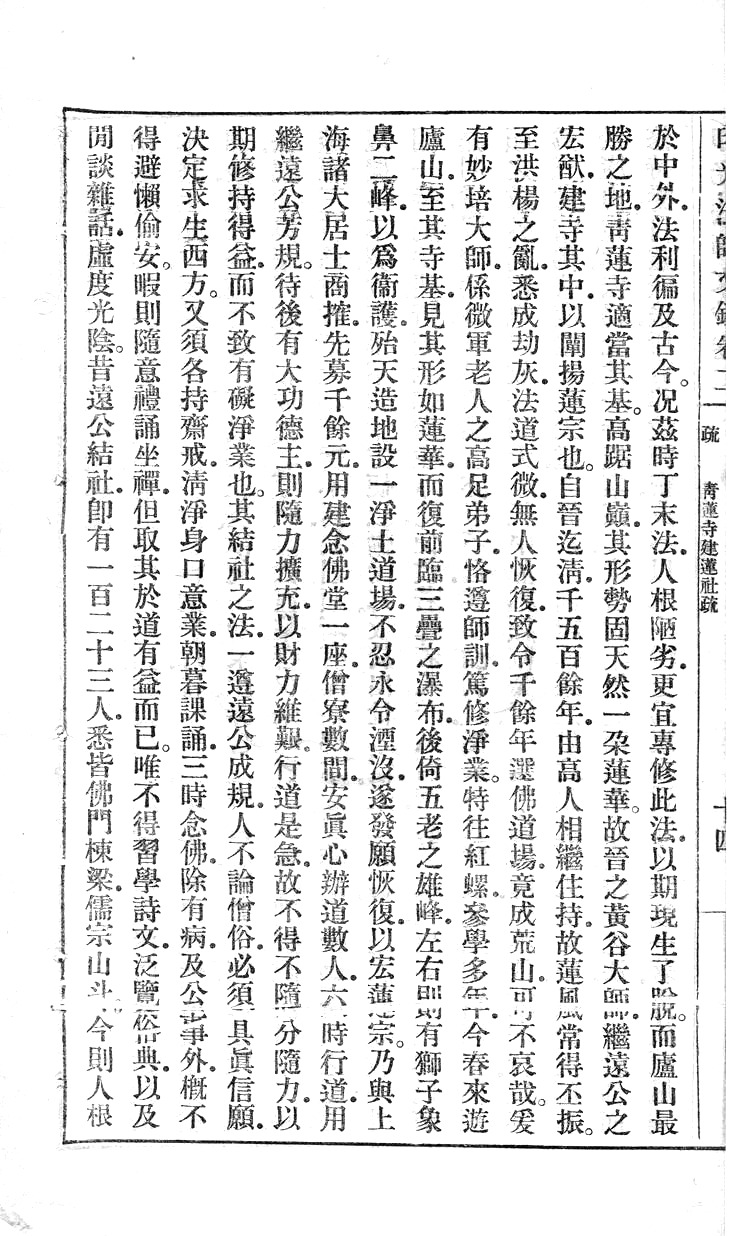 印光法師文鈔卷二 疏 青蓮寺建蓮社疏 十四
於中外。法利徧及古今。况茲時丁末法。人根陋劣。更宜專修此法。以期現生了脫。而廬山最
勝之地。靑蓮寺適當其基。高踞山巔。其形勢固天然一朶蓮華。故晉之黃谷大師。繼遠公之
宏猷。建寺其中。以闡揚蓮宗也。自晉迄淸。千五百餘年。由高人相繼住持。故蓮風常得丕振。
至洪楊之亂。悉成劫灰。法道式微。無人恢復。致令千餘年選佛道場。竟成荒山。可不哀哉。爰
有妙培大師。係微軍老人之高足弟子。恪遵師訓。篤修淨業。特往紅螺。叅學多年。今春來遊
廬山。至其寺基。見其形如蓮華。而復前臨三疊之瀑布。後倚五老之雄峰。左右則有獅子象
鼻二峰。以爲衞護。殆天造地設一淨土道場。不忍永令湮沒。遂發願恢復。以宏蓮宗。乃與上
海諸大居士商搉。先募千餘元。用建念佛堂一座。僧寮數間。安眞心辦道數人。六時行道。用
繼遠公芳規。待後有大功德主。則隨力擴充。以財力維艱。行道是急。故不得不隨分隨力。以
期修持得益。而不致有礙淨業也。其結社之法。一遵遠公成規。人不論僧俗。必須具眞信願。
決定求生西方。又須各持齋戒。淸淨身口意業。朝暮課誦。三時念佛。除有病。及公事外。槪不
得避懶偷安。暇則隨意禮誦坐禪。但取其於道有益而已。唯不得習學詩文。泛覽俗典。以及
閒談雜話。虛度光陰。昔遠公結社。卽有一百二十三人。悉皆佛門棟梁。儒宗山斗。今則人根